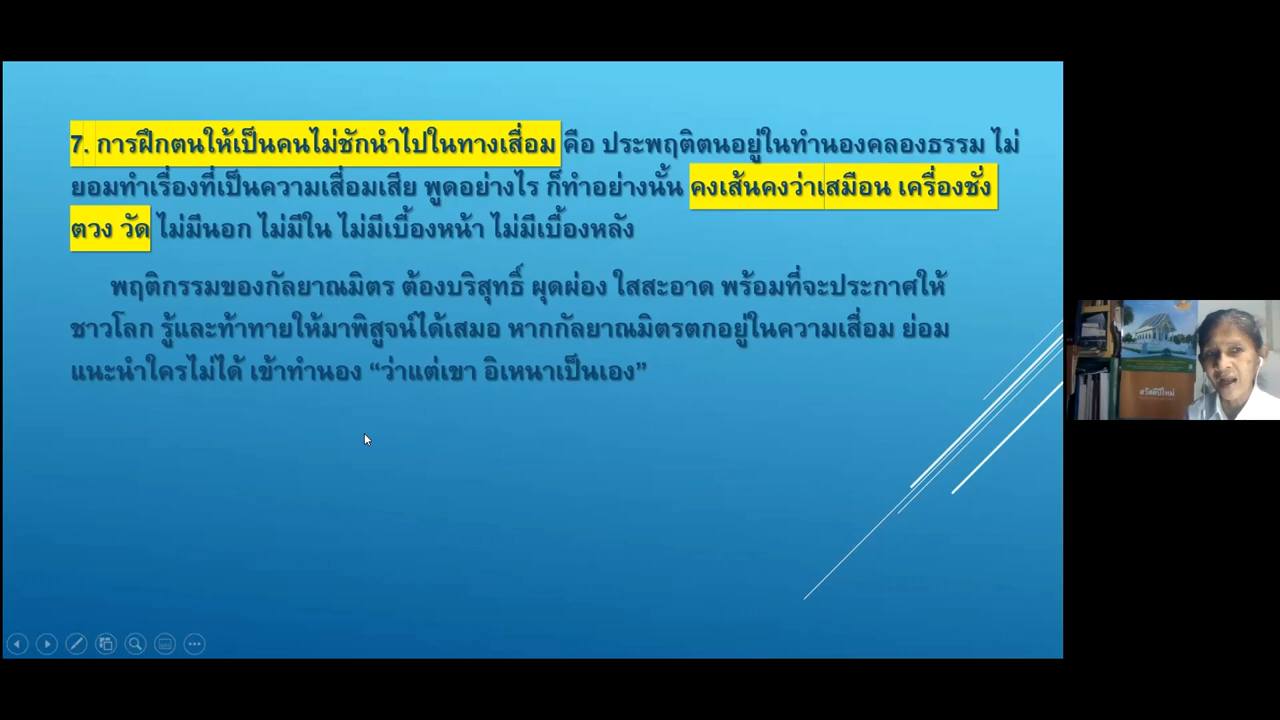 7. การฝึกตนให้เป็นคนไม่ชักนำไปในทางเสื่อม คือ ประพฤติตนอยู่ในทำนองคลองธรรม ไม่
ยอมทำเรื่องที่เป็นความเสื่อมเสีย พูดอย่างไร ก็ทำอย่างนั้น คงเส้นคงว่าเสมือน เครื่องชั่ง
ตวง วัด ไม่มีนอก ไม่มีใน ไม่มีเบื้องหน้า ไม่มีเบื้องหลัง
พฤติกรรมของกัลยาณมิตร ต้องบริสุทธิ์ ผุดผ่อง ใสสะอาด พร้อมที่จะประกาศให้
ชาวโลก รู้และท้าทายให้มาพิสูจน์ได้เสมอ หากกัลยาณมิตรตกอยู่ในความเสื่อม ย่อม
แนะนำใครไม่ได้ เข้าทำนอง “ว่าแต่เขา อิเหนาเป็นเอง”
สวัสดีปีใหม่